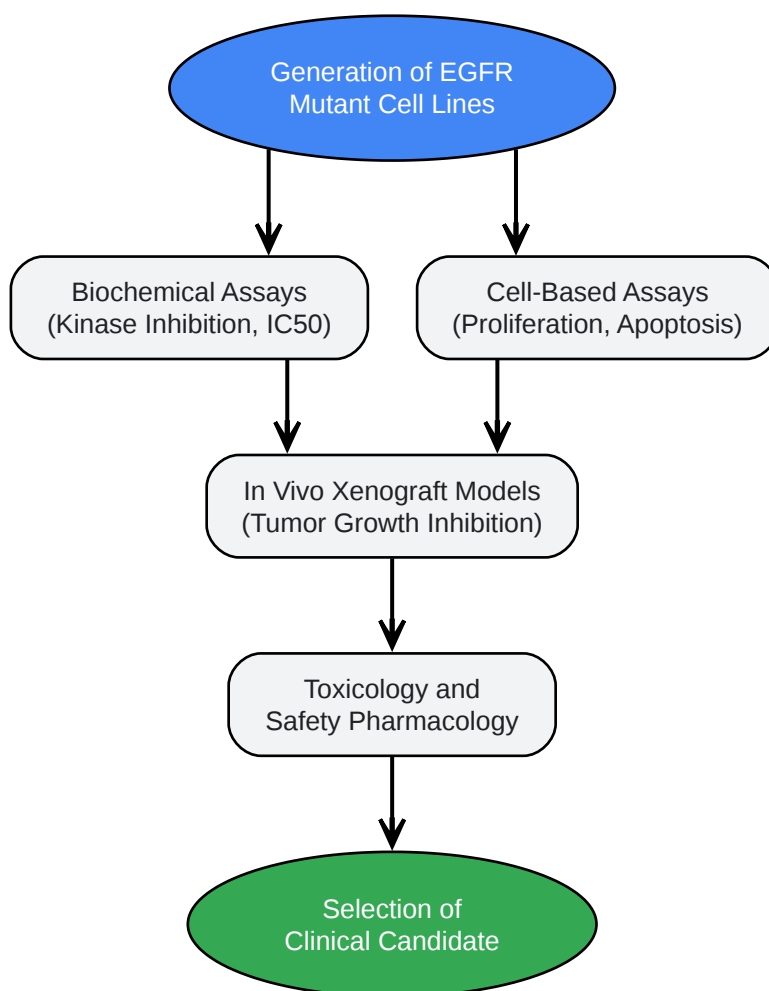 Generation of EGFR
Mutant Cell Lines
Biochemical Assays
(Kinase Inhibition, IC50)
Cell-Based Assays
(Proliferation, Apoptosis)
In Vivo Xenograft Models
(Tumor Growth Inhibition)
Toxicology and
Safety Pharmacology
Selection of
Clinical Candidate